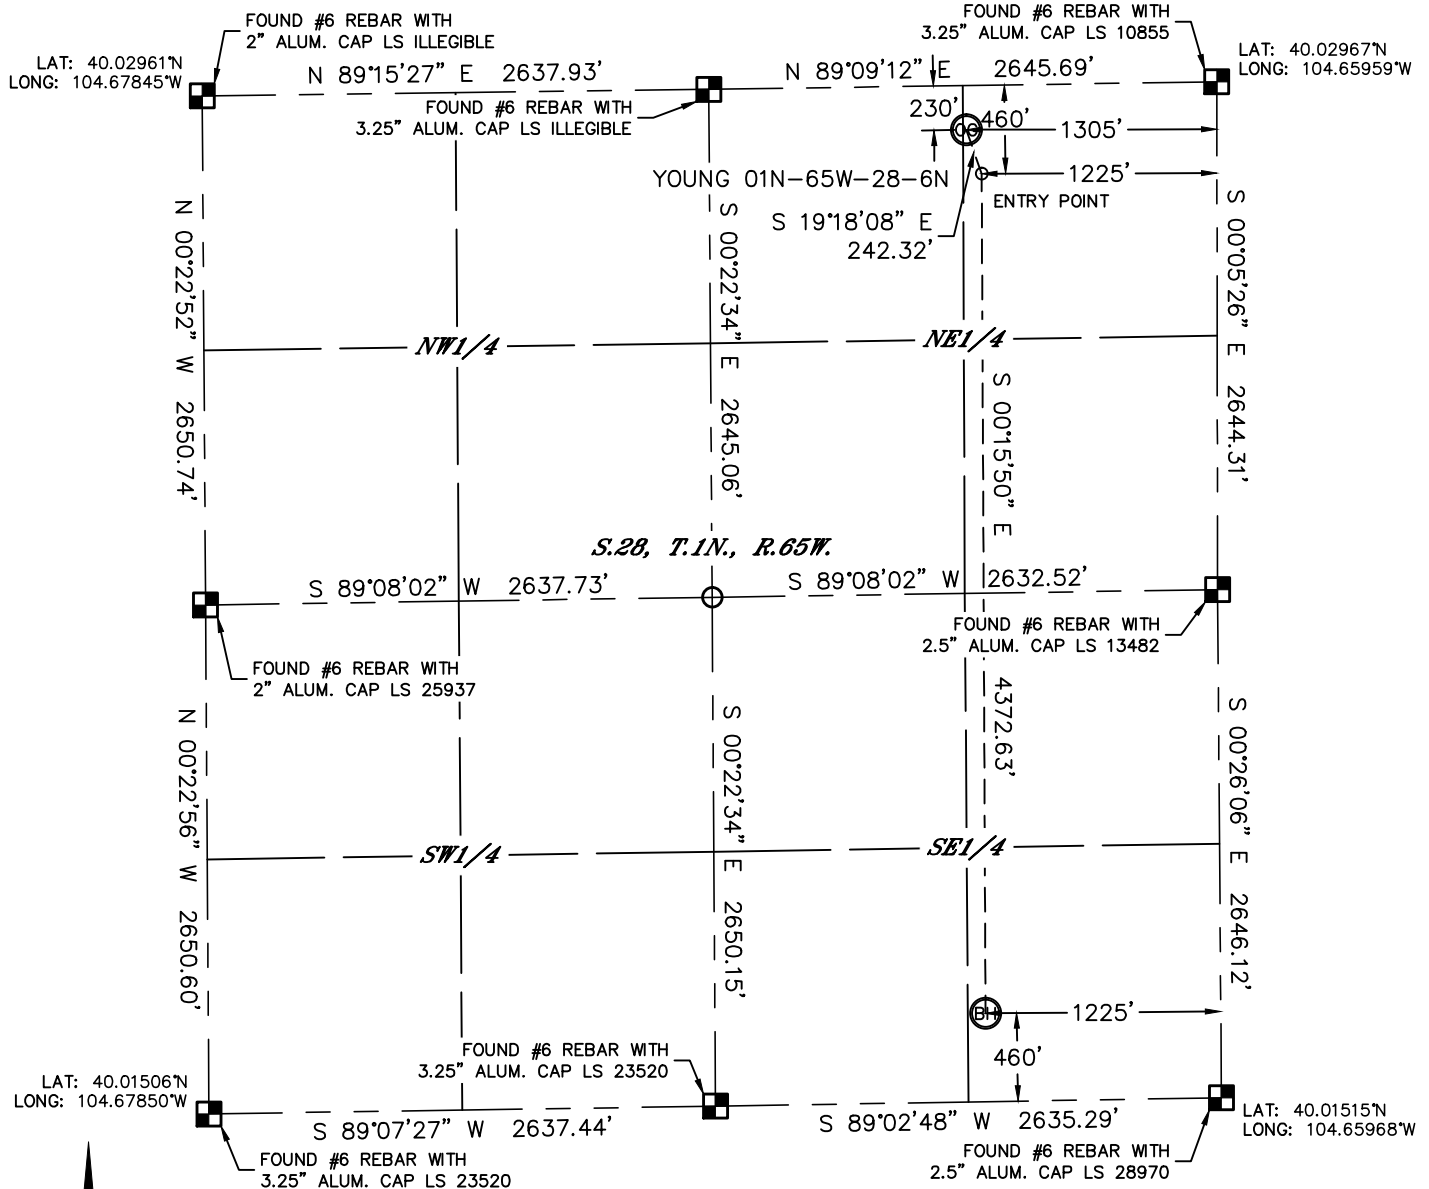 FOUND #6 REBAR WITH
2" ALUM. CAP LS ILLEGIBLE
FOUND #6 REBAR WITH
3.25" ALUM. CAP LS 10855
LAT: 40.02961°N
LONG: 104.67845°W
LAT: 40.02967°N
LONG: 104.65959°W
N 89°15'27" E 2637.93'
N 89°09'12" E 2645.69'
FOUND #6 REBAR WITH
3.25" ALUM. CAP LS ILLEGIBLE
230'
460'
1305'
YOUNG 01N-65W-28-6N
1225'
ENTRY POINT
S 19°18'08" E
242.32'
N 00°22'52" W 2650.74'
S 00°22'34" E 2645.06'
S 00°05'26" E 2644.31'
NW1/4
NE1/4
S 00°15'50" E
4372.63'
S.28, T.1N., R.65W.
S 89°08'02" W 2637.73'
S 89°08'02" W 2632.52'
FOUND #6 REBAR WITH
2.5" ALUM. CAP LS 13482
FOUND #6 REBAR WITH
2" ALUM. CAP LS 25937
N 00°22'56" W 2650.60'
S 00°22'34" E 2650.15'
S 00°26'06" E 2646.12'
SW1/4
SE1/4
BH
1225'
460'
FOUND #6 REBAR WITH
3.25" ALUM. CAP LS 23520
LAT: 40.01506°N
LONG: 104.67850°W
S 89°07'27" W 2637.44'
S 89°02'48" W 2635.29'
LAT: 40.01515°N
LONG: 104.65968°W
FOUND #6 REBAR WITH
3.25" ALUM. CAP LS 23520
FOUND #6 REBAR WITH
2.5" ALUM. CAP LS 28970